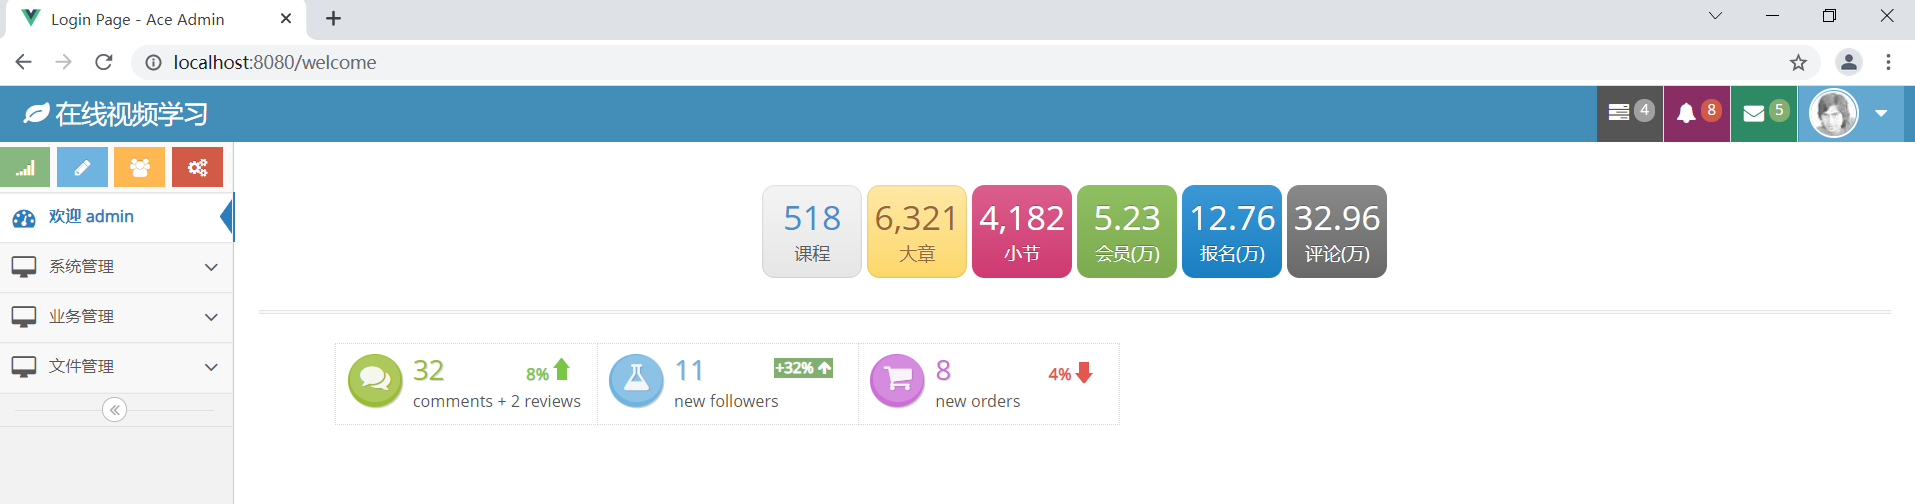 Login Page - Ace Admin
localhost:8080/welcome
在线视频学习
4
8
5
欢迎 admin
系统管理
业务管理
文件管理
518
课程
6,321
大章
4,182
小节
5.23
会员(万)
12.76
报名(万)
32.96
评论(万)
32
8%
comments + 2 reviews
11
+32%
new followers
8
4%
new orders